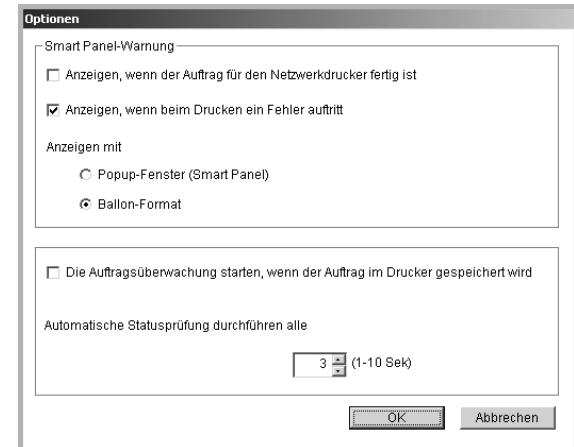 Optionen
Smart Panel-Warnung
Anzeigen, wenn der Auftrag für den Netzwerkdrucker fertig ist
Anzeigen, wenn beim Drucken ein Fehler auftritt
Anzeigen mit
Popup-Fenster (Smart Panel)
Ballon-Format
Die Auftragsüberwachung starten, wenn der Auftrag im Drucker gespeichert wird
Automatische Statusprüfung durchführen alle
3 (1-10 Sek)
OK Abbrechen